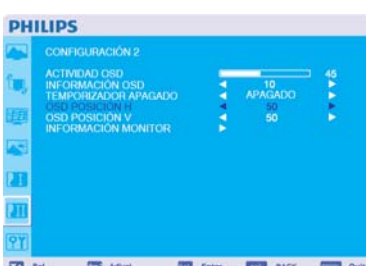 PHILIPS
CONFIGURACIÓN 2
ACTIVIDAD OSD 45
INFORMACIÓN OSD 10
TEMPORIZADOR APAGADO APAGADO
OSD POSICIÓN H 50
OSD POSICIÓN V 50
INFORMACIÓN MONITOR